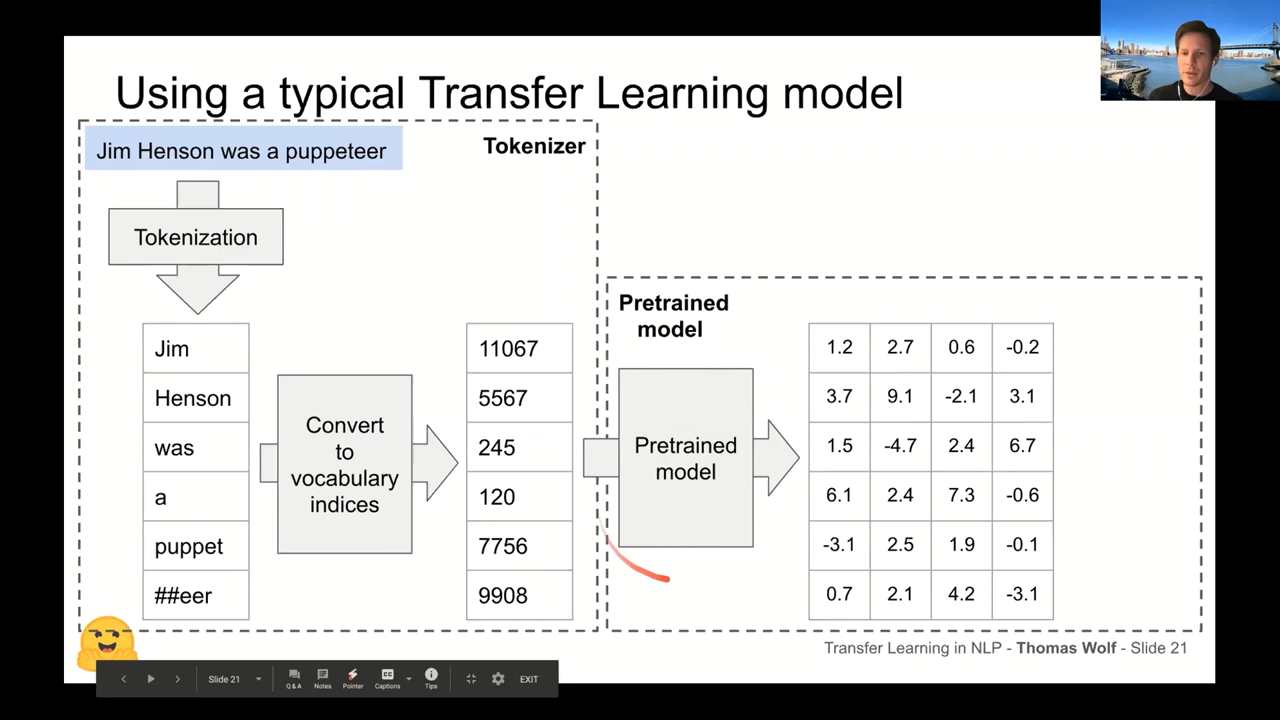 Using a typical Transfer Learning model
Jim Henson was a puppeteer
Tokenizer
Tokenization
Jim
Henson
was
a
puppet
##eer
Convert
to
vocabulary
indices
11067
5567
245
120
7756
9908
Pretrained
model
Pretrained
model
1.2 2.7 0.6 -0.2
3.7 9.1 -2.1 3.1
1.5 -4.7 2.4 6.7
6.1 2.4 7.3 -0.6
-3.1 2.5 1.9 -0.1
0.7 2.1 4.2 -3.1
Transfer Learning in NLP - Thomas Wolf - Slide 21
Slide 21
Q & A
Notes
Pointer
CC
Captions
Tips
EXIT